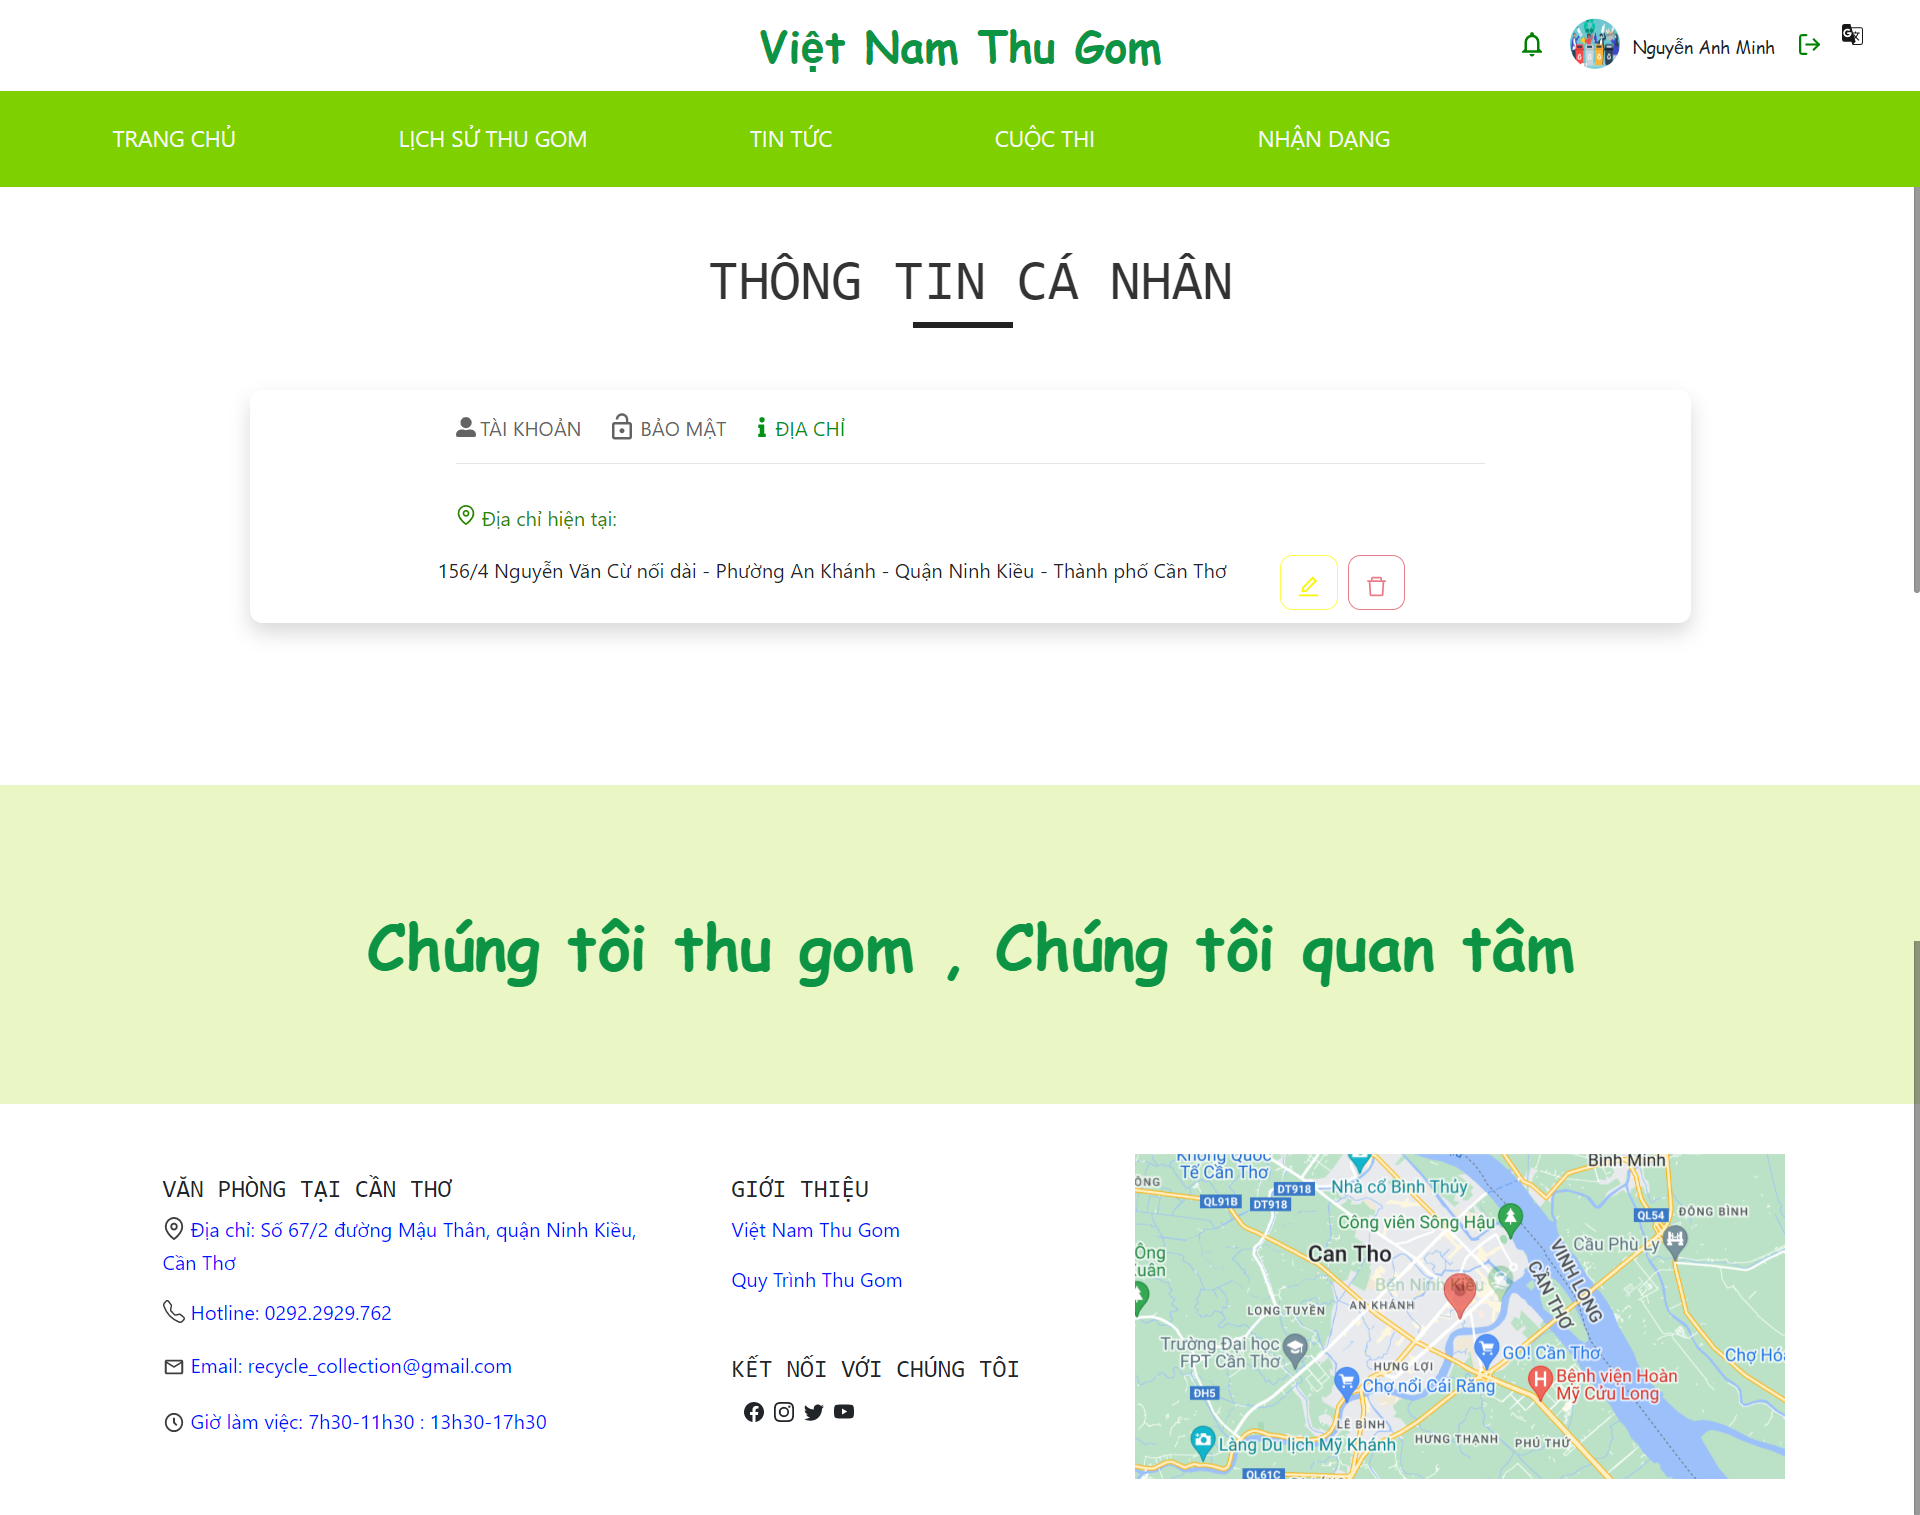 Việt Nam Thu Gom
Nguyễn Anh Minh
TRANG CHỦ
LỊCH SỬ THU GOM
TIN TỨC
CUỘC THI
NHẬN DẠNG
THÔNG TIN CÁ NHÂN
TÀI KHOẢN
BẢO MẬT
ĐỊA CHỈ
Địa chỉ hiện tại:
156/4 Nguyễn Văn Cừ nối dài - Phường An Khánh - Quận Ninh Kiều - Thành phố Cần Thơ
Chúng tôi thu gom , Chúng tôi quan tâm
VĂN PHÒNG TẠI CẦN THƠ
Địa chỉ: Số 67/2 đường Mậu Thân, quận Ninh Kiều,
Cần Thơ
Hotline: 0292.2929.762
Email: recycle_collection@gmail.com
Giờ làm việc: 7h30-11h30 : 13h30-17h30
GIỚI THIỆU
Việt Nam Thu Gom
Quy Trình Thu Gom
KẾT NỐI VỚI CHÚNG TÔI
Không Quốc
Tế Cần Thơ
Bình Minh
DT918
Nhà cổ Bình Thủy
QL91B
DT918
QL54
ĐÔNG BÌNH
Công viên Sông Hậu
Cầu Phù Ly
Can Tho
VINH LONG
CẦN THƠ
Bến Ninh Kiều
AN KHÁNH
LONG TUYỀN
Trường Đại học
FPT Cần Thơ
HƯNG LỢI
GO! Cần Thơ
Bệnh viện Hoàn
Mỹ Cửu Long
ĐH5
Chợ nổi Cái Răng
LÊ BÌNH
Làng Du lịch Mỹ Khánh
HƯNG THẠNH
PHÚ THỨ
QL61C